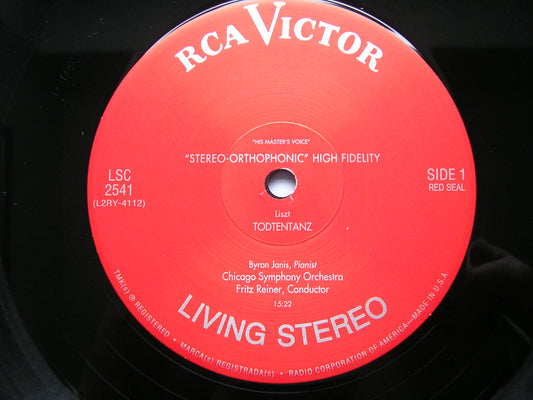 RCA VICTOR
"HIS MASTER'S VOICE"
"STEREO-ORTHOPHONIC" HIGH FIDELITY
LSC
2541
(L2RY-4112)
SIDE 1
RED SEAL
Liszt
TODTENTANZ
Byron Janis, Pianist
Chicago Symphony Orchestra
Fritz Reiner, Conductor
15:22
LIVING STEREO
TMK(s) ® REGISTERED • MARCA(s) REGISTRADA(s) • RADIO CORPORATION OF AMERICA—MADE IN U.S.A.